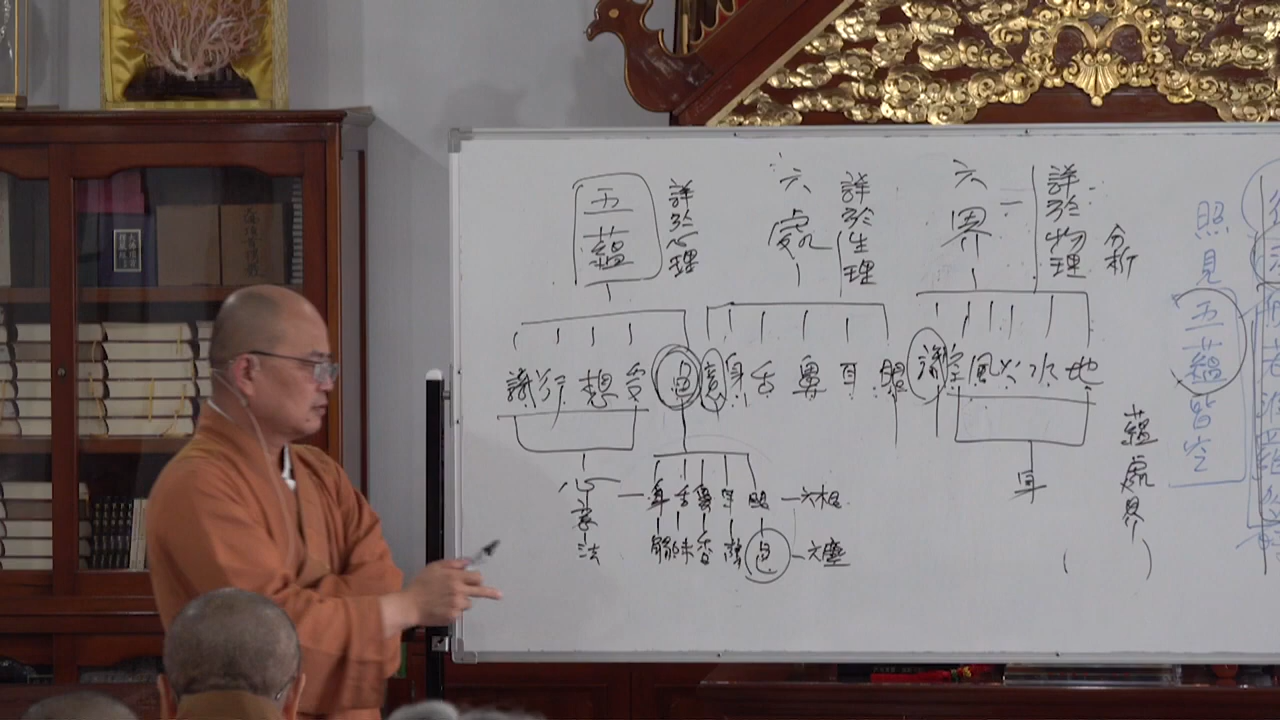 照見五蘊皆空
分析
詳於物理
六界
地水火風空識
身
蘊處界
(　)
詳於生理
六處
眼耳鼻舌身意
詳於心理
五蘊
色受想行識
眼耳鼻舌身
六根
色聲香味觸
六塵
心
意
法